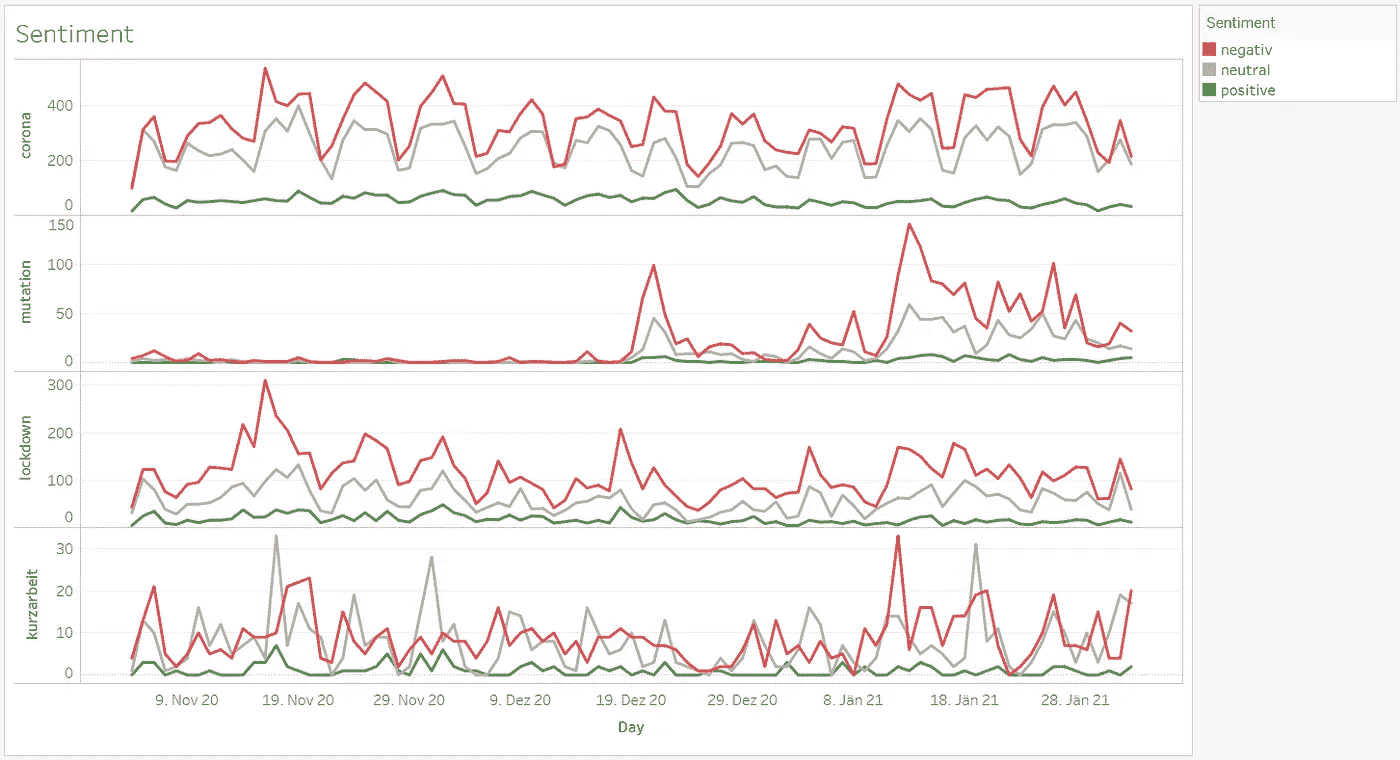 Sentiment
corona
400
200
0
mutation
150
100
50
0
lockdown
300
200
100
0
kurzarbeit
30
20
10
0
9. Nov 20 19. Nov 20 29. Nov 20 9. Dez 20 19. Dez 20 29. Dez 20 8. Jän 21 18. Jän 21 28. Jän 21
Day
Sentiment
negativ
neutral
positive